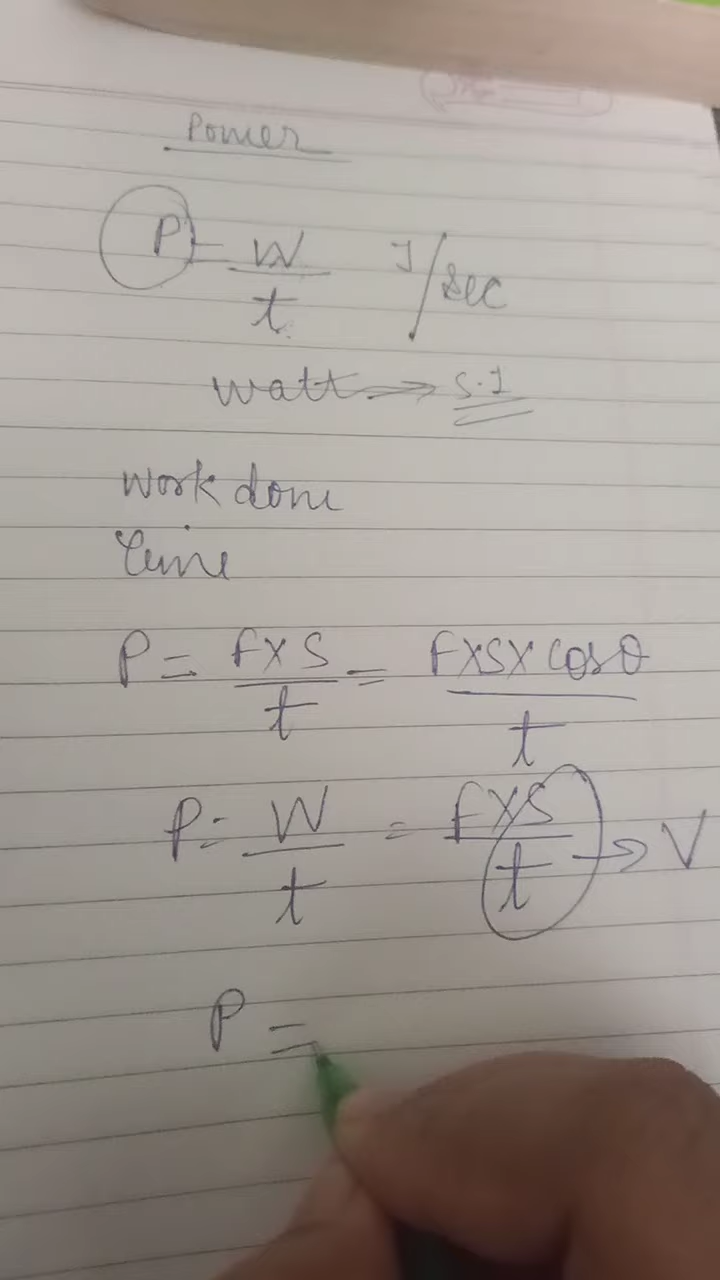 Power
P = W/t J/sec
watt → S.I
Work done
time
P = F×S/t = F×S×cosθ/t
P = W/t = F×S/t → V
P =